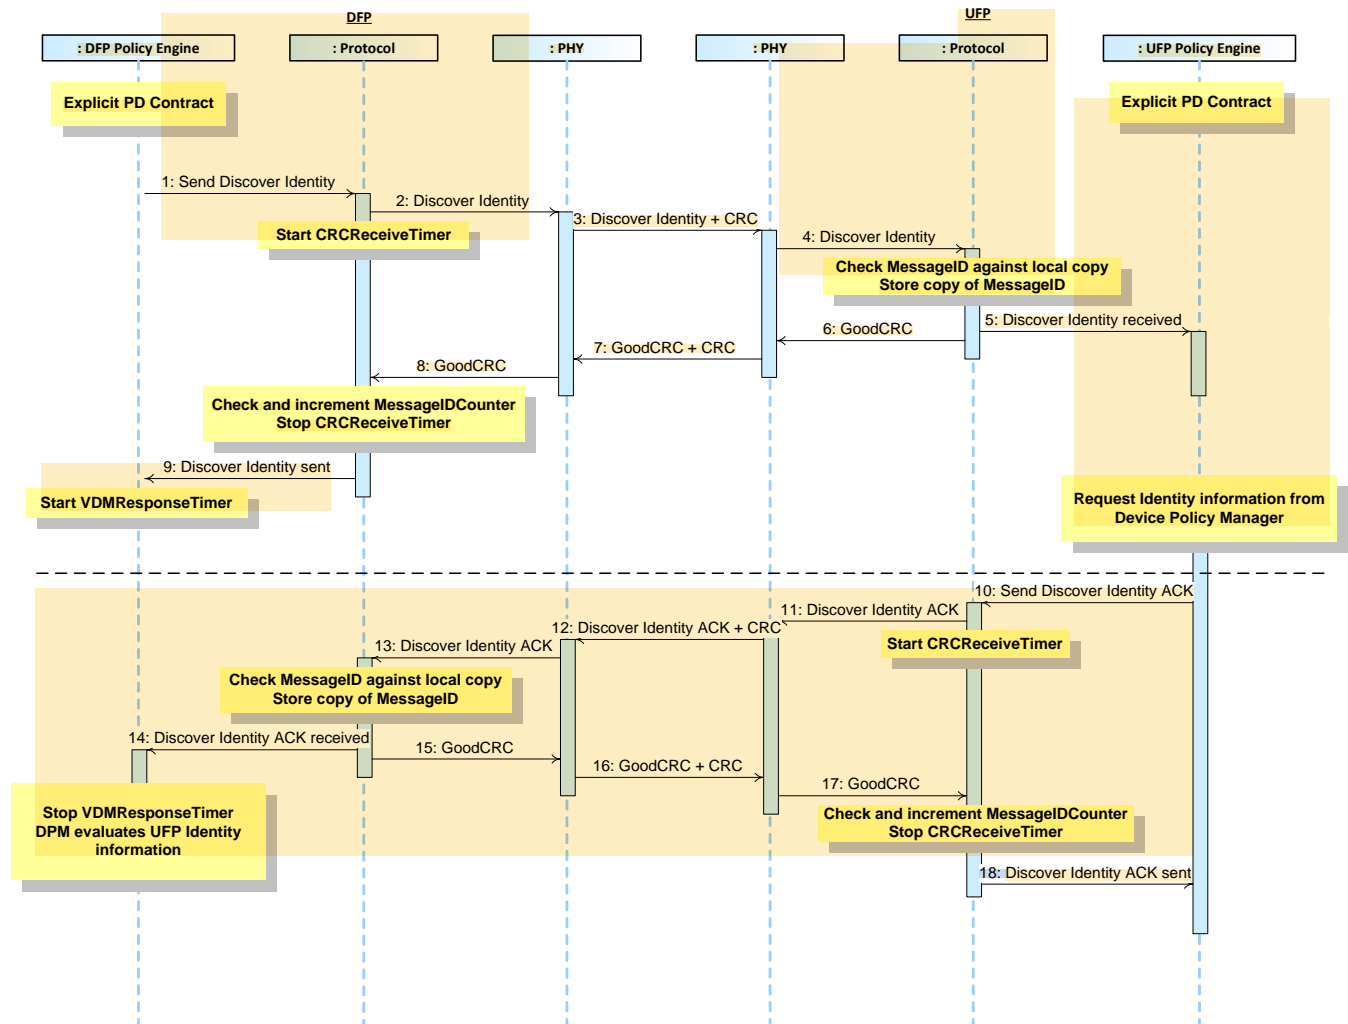 DFP
UFP
: DFP Policy Engine
: Protocol
: PHY
: PHY
: Protocol
: UFP Policy Engine
Explicit PD Contract
Explicit PD Contract
1: Send Discover Identity
2: Discover Identity
Start CRCReceiveTimer
3: Discover Identity + CRC
4: Discover Identity
Check MessageID against local copy
Store copy of MessageID
5: Discover Identity received
6: GoodCRC
7: GoodCRC + CRC
8: GoodCRC
Check and increment MessageIDCounter
Stop CRCReceiveTimer
9: Discover Identity sent
Start VDMResponseTimer
Request Identity information from
Device Policy Manager
10: Send Discover Identity ACK
11: Discover Identity ACK
Start CRCReceiveTimer
12: Discover Identity ACK + CRC
13: Discover Identity ACK
Check MessageID against local copy
Store copy of MessageID
14: Discover Identity ACK received
15: GoodCRC
16: GoodCRC + CRC
17: GoodCRC
Stop VDMResponseTimer
DPM evaluates UFP Identity
information
Check and increment MessageIDCounter
Stop CRCReceiveTimer
18: Discover Identity ACK sent